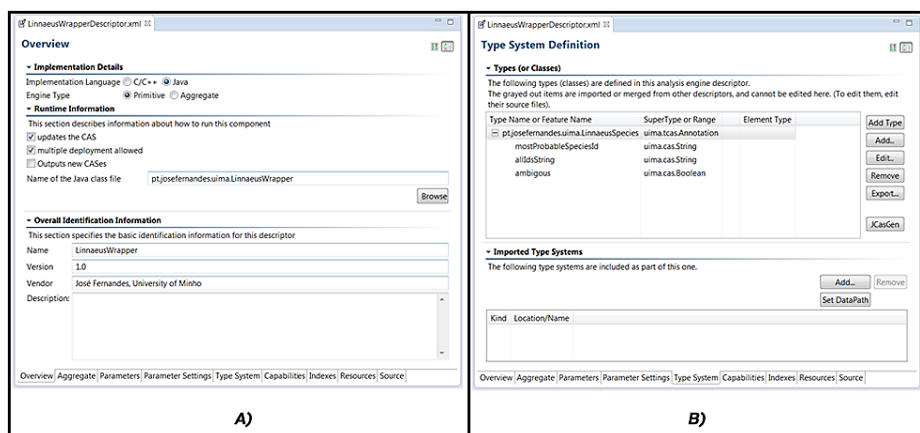 LinnaeusWrapperDescriptor.xml
Overview
Implementation Details
Implementation Language C/C++ Java
Engine Type Primitive Aggregate
Runtime Information
This section describes information about how to run this component
updates the CAS
multiple deployment allowed
Outputs new CASes
Name of the Java class file pt.josefernandes.uima.LinnaeusWrapper
Browse
Overall Identification Information
This section specifies the basic identification information for this descriptor
Name LinnaeusWrapper
Version 1.0
Vendor José Fernandes, University of Minho
Description:
Overview Aggregate Parameters Parameter Settings Type System Capabilities Indexes Resources Source
A)
LinnaeusWrapperDescriptor.xml
Type System Definition
Types (or Classes)
The following types (classes) are defined in this analysis engine descriptor.
The grayed out items are imported or merged from other descriptors, and cannot be edited here. (To edit them, edit
their source files).
Type Name or Feature Name SuperType or Range Element Type
pt.josefernandes.uima.LinnaeusSpecies uima.tcas.Annotation
mostProbableSpeciesId uima.cas.String
allIdsString uima.cas.String
ambigous uima.cas.Boolean
Add Type
Add...
Edit...
Remove
Export...
JCasGen
Imported Type Systems
The following type systems are included as part of this one.
Add... Remove
Set DataPath
Kind Location/Name
Overview Aggregate Parameters Parameter Settings Type System Capabilities Indexes Resources Source
B)